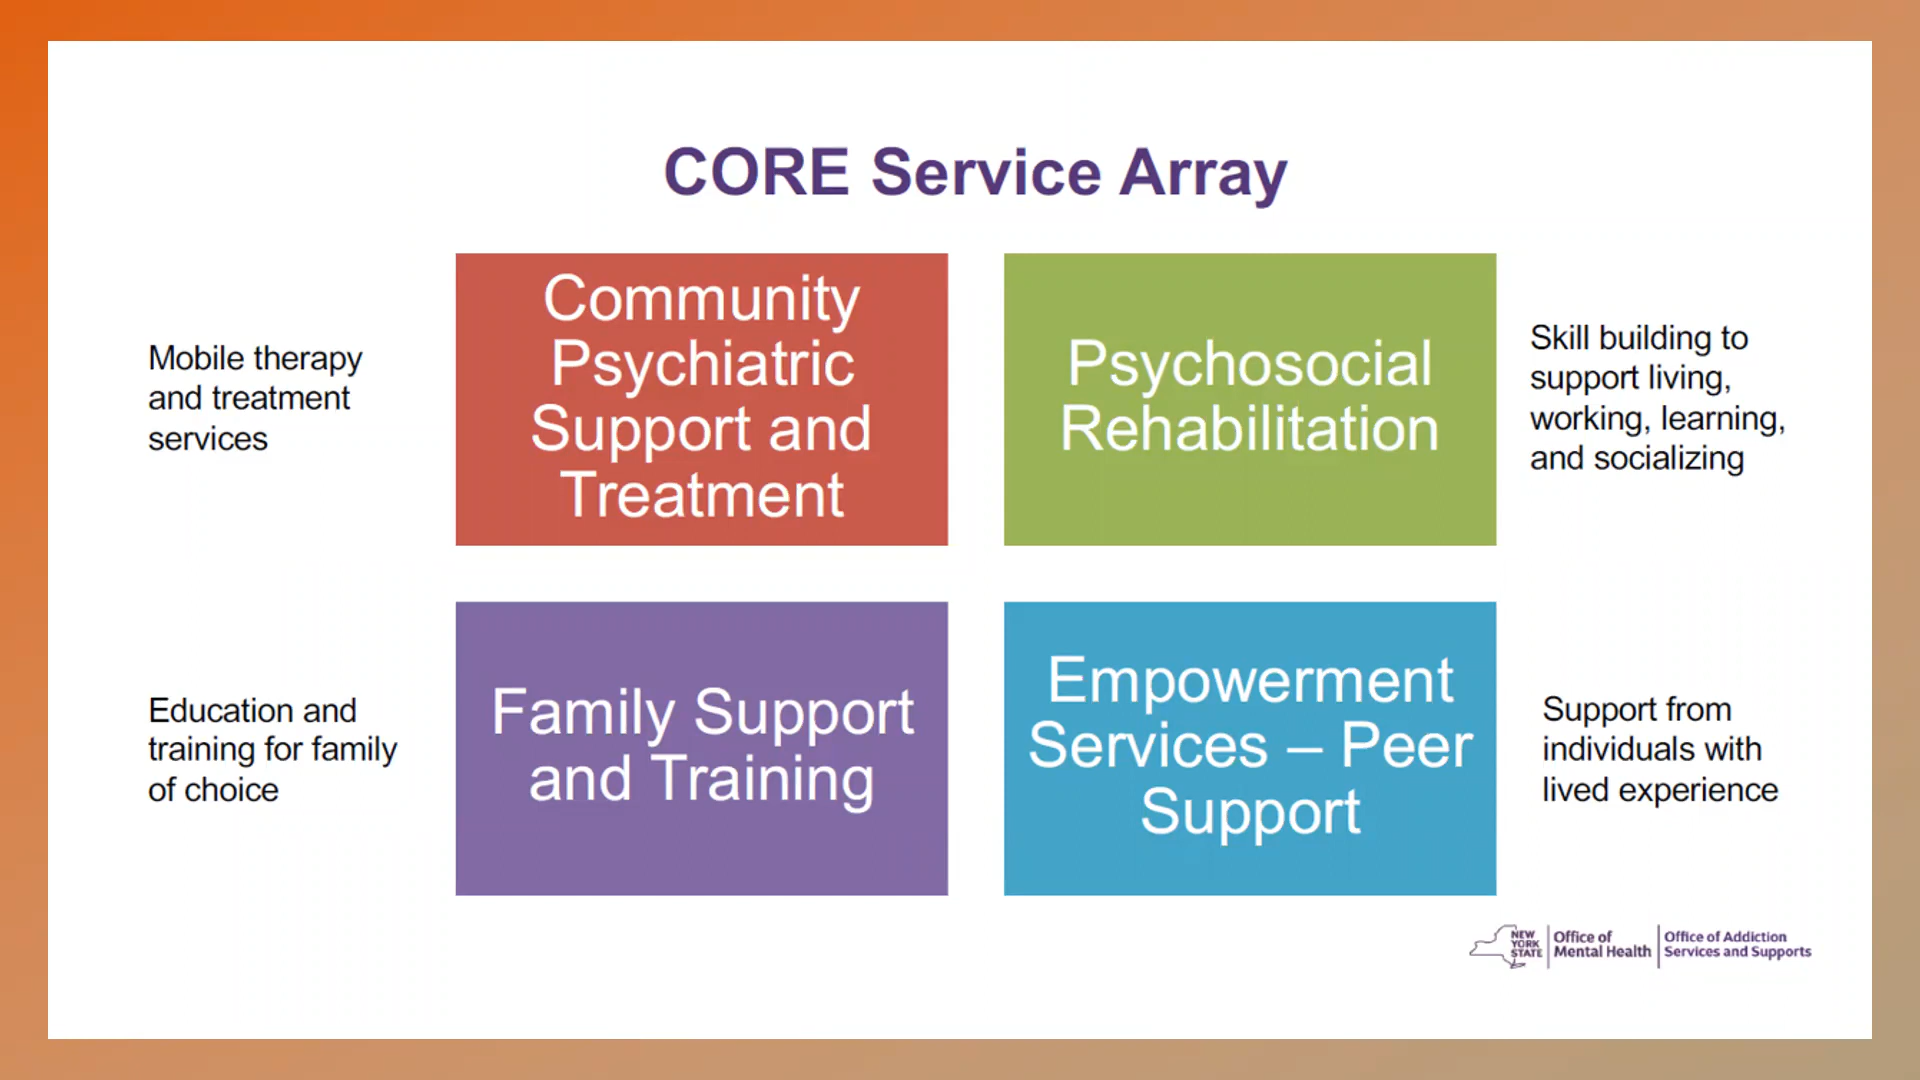 CORE Service Array
Mobile therapy
and treatment
services
Community
Psychiatric
Support and
Treatment
Psychosocial
Rehabilitation
Skill building to
support living,
working, learning,
and socializing
Education and
training for family
of choice
Family Support
and Training
Empowerment
Services – Peer
Support
Support from
individuals with
lived experience
NEW
YORK
STATE
Office of
Mental Health
Office of Addiction
Services and Supports